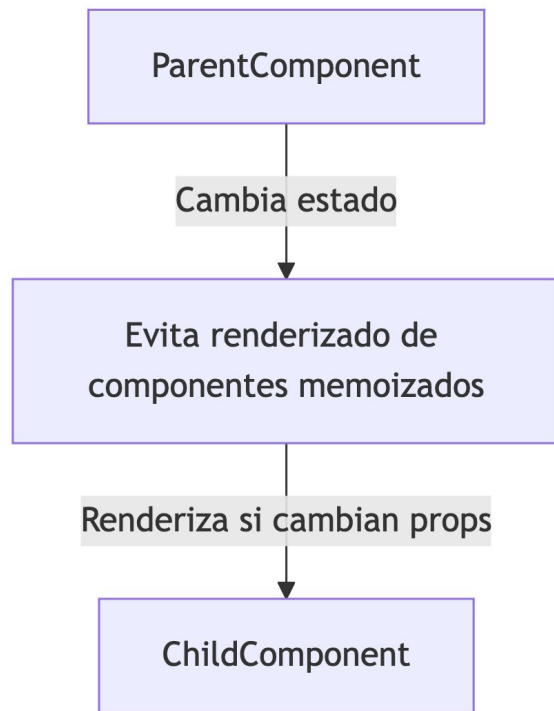 ParentComponent
Cambia estado
Evita renderizado de
componentes memoizados
Renderiza si cambian props
ChildComponent